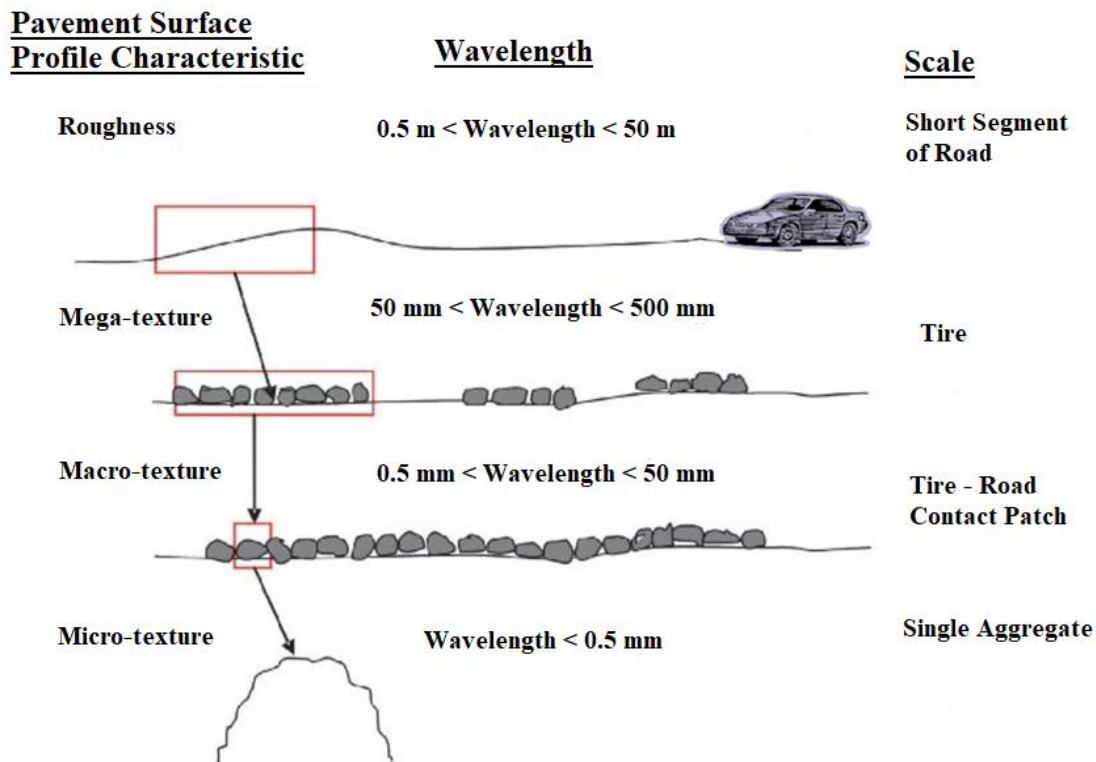 Pavement Surface
Profile Characteristic
Wavelength
Scale
Roughness
0.5 m < Wavelength < 50 m
Short Segment
of Road
Mega-texture
50 mm < Wavelength < 500 mm
Tire
Macro-texture
0.5 mm < Wavelength < 50 mm
Tire - Road
Contact Patch
Micro-texture
Wavelength < 0.5 mm
Single Aggregate